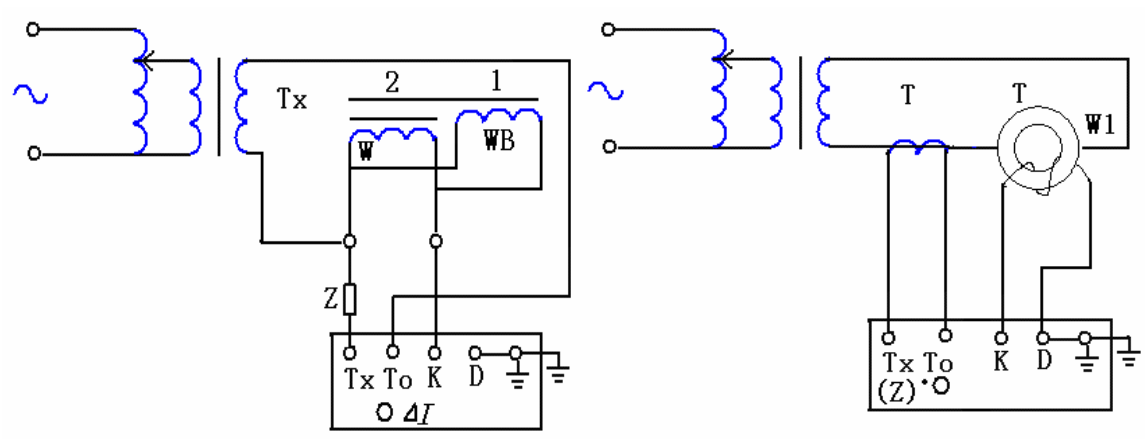 Tx
2
1
W
WB
Z
Tx To K D
ΔI
T
T
W1
Tx To K D
(Z)